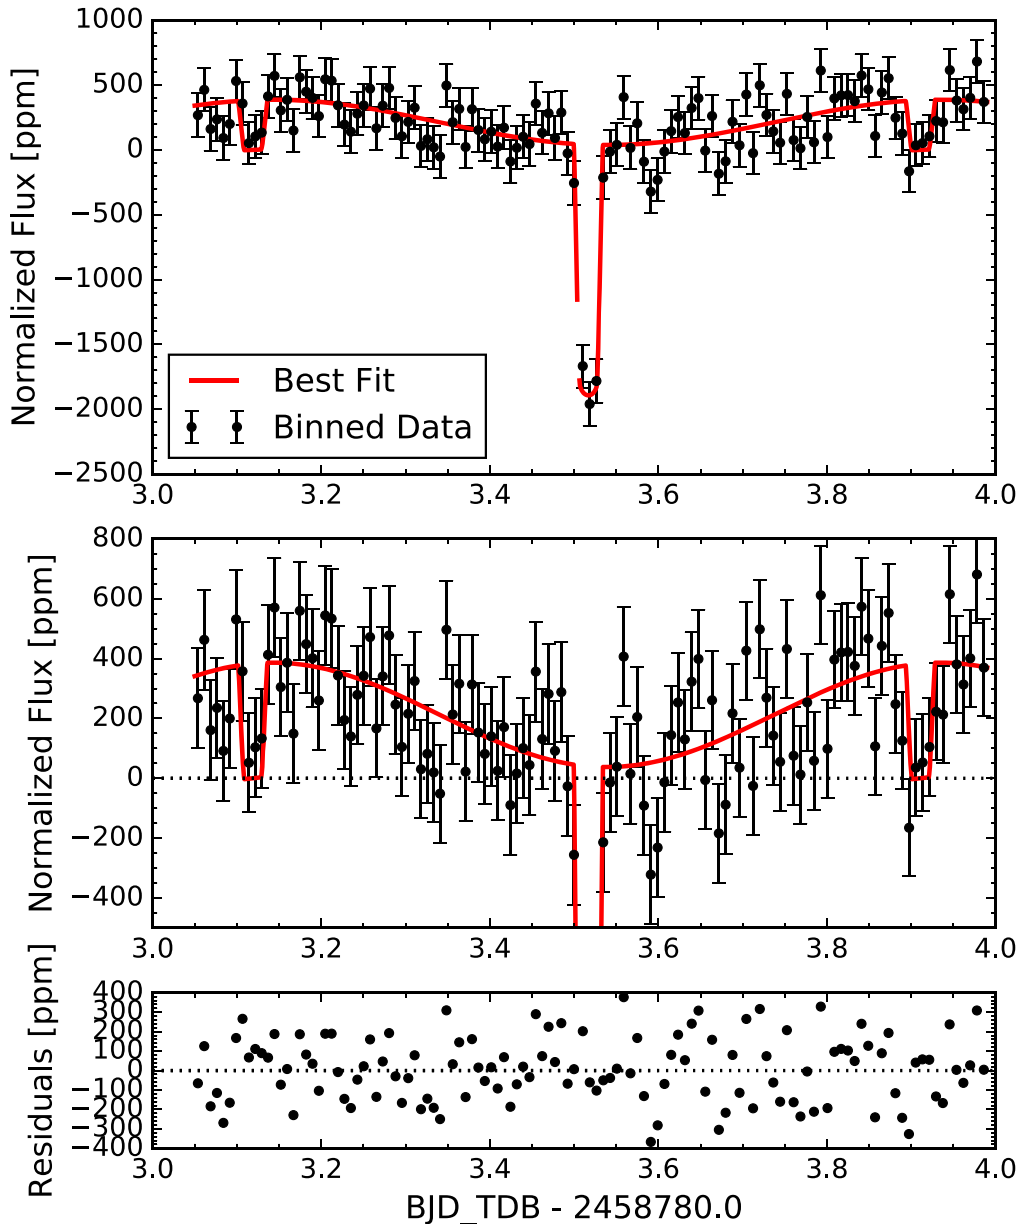 Normalized Flux [ppm]
1000
500
0
−500
−1000
−1500
−2000
−2500
Best Fit
Binned Data
3.0 3.2 3.4 3.6 3.8 4.0
Normalized Flux [ppm]
800
600
400
200
0
−200
−400
3.0 3.2 3.4 3.6 3.8 4.0
Residuals [ppm]
400
300
200
100
0
−100
−200
−300
−400
3.0 3.2 3.4 3.6 3.8 4.0
BJD_TDB - 2458780.0